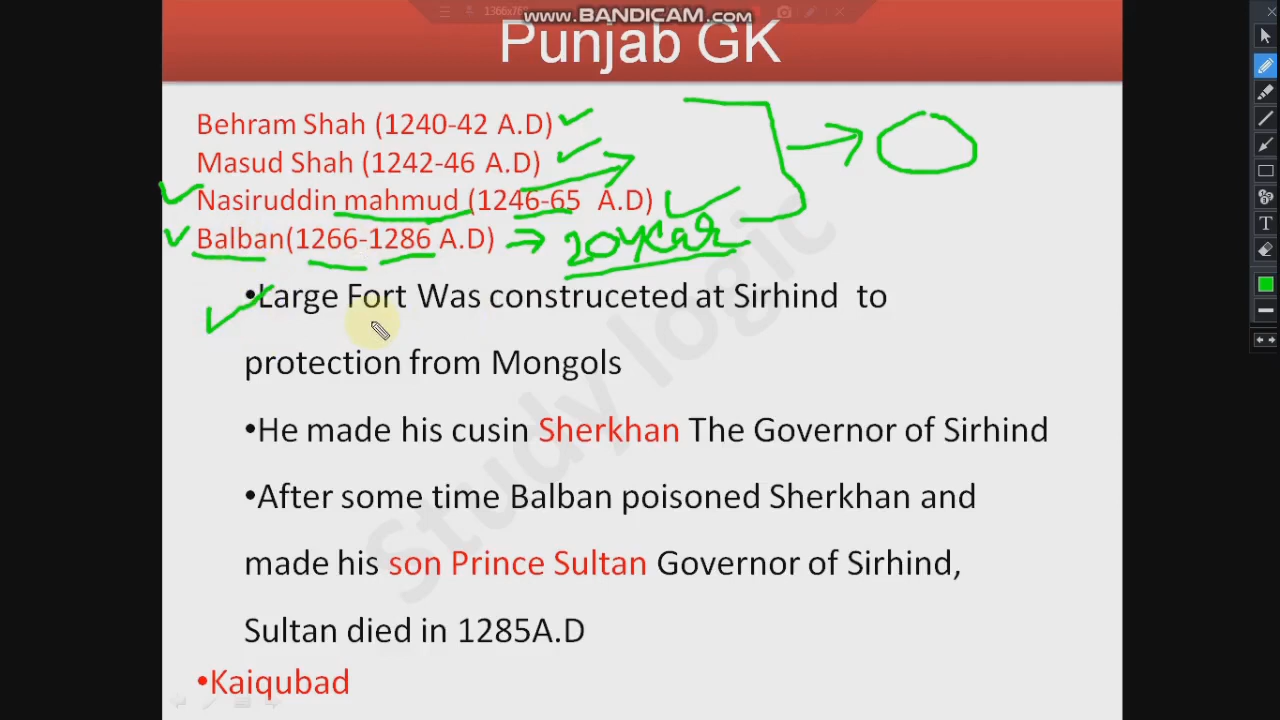 1366x768
www.BANDICAM.com
Punjab GK
Behram Shah (1240-42 A.D)
Masud Shah (1242-46 A.D)
Nasiruddin mahmud (1246-65 A.D)
Balban(1266-1286 A.D) 20 year
•Large Fort Was construceted at Sirhind to
protection from Mongols
•He made his cusin Sherkhan The Governor of Sirhind
•After some time Balban poisoned Sherkhan and
made his son Prince Sultan Governor of Sirhind,
Sultan died in 1285A.D
•Kaiqubad
Study logic